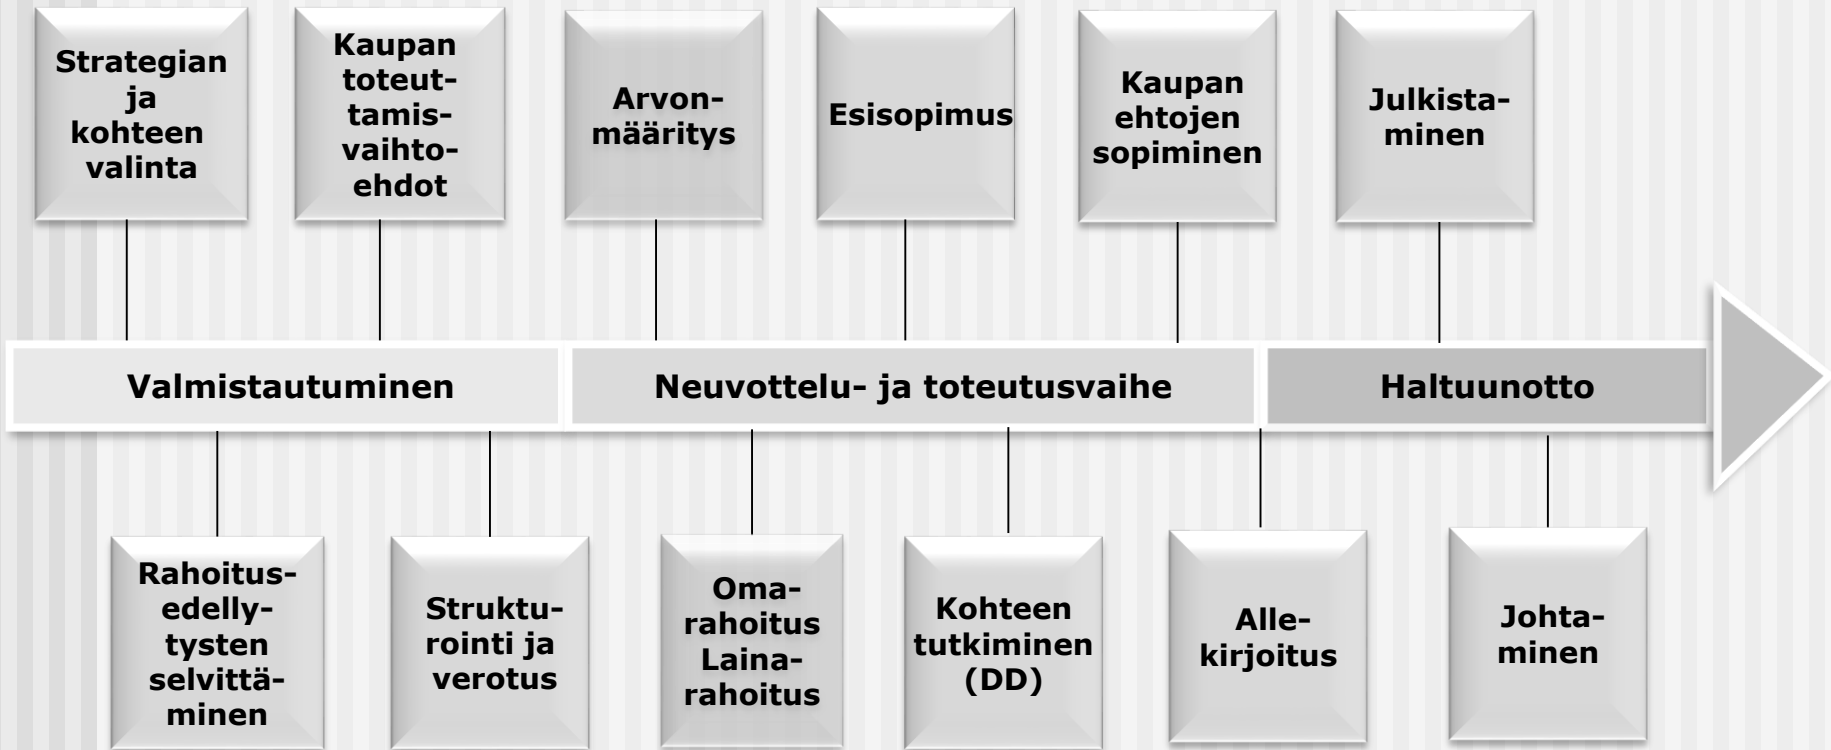 Strategian
ja
kohteen
valinta
Kaupan
toteut-
tamis-
vaihto-
ehdot
Arvon-
määritys
Esisopimus
Kaupan
ehtojen
sopiminen
Julkista-
minen
Valmistautuminen
Neuvottelu- ja toteutusvaihe
Haltuunotto
Rahoitus-
edelly-
tysten
selvittä-
minen
Struktu-
rointi ja
verotus
Oma-
rahoitus
Laina-
rahoitus
Kohteen
tutkiminen
(DD)
Alle-
kirjoitus
Johta-
minen